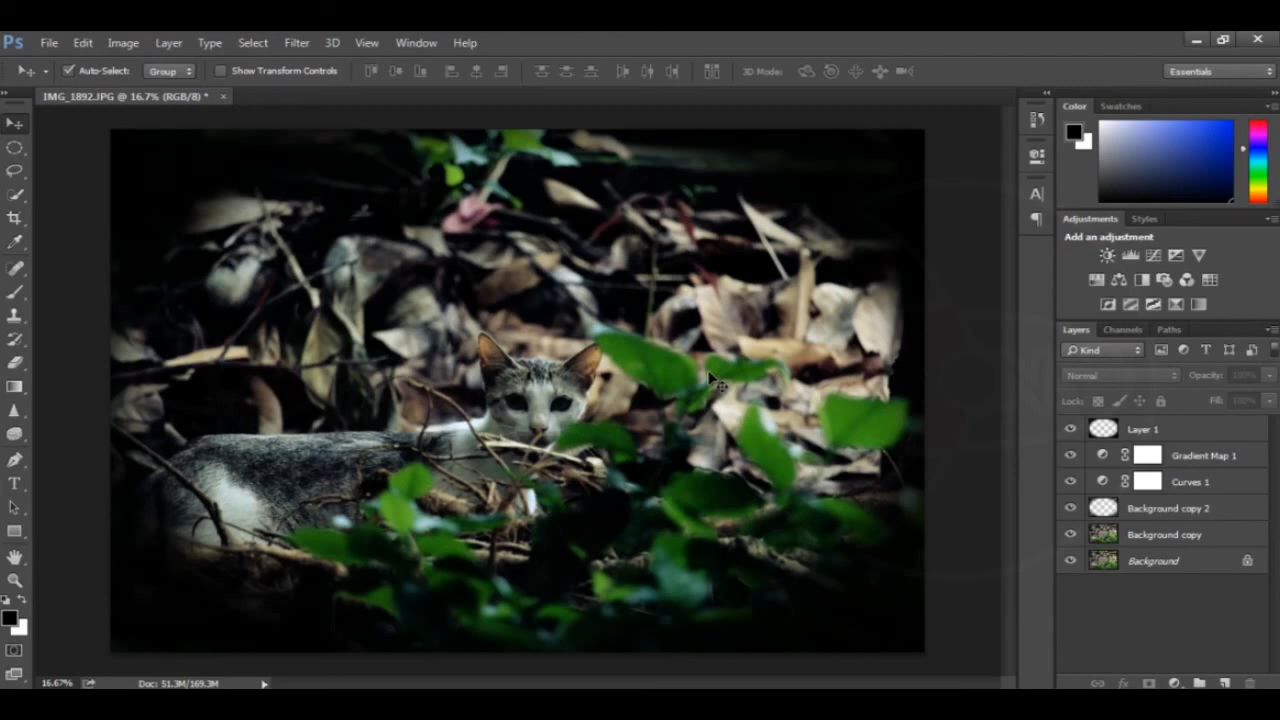 Ps File Edit Image Layer Type Select Filter 3D View Window Help
Auto-Select: Group Show Transform Controls 3D Mode: Essentials
IMG_1892.JPG @ 16.7% (RGB/8) * ×
Color Swatches
Adjustments Styles
Add an adjustment
Layers Channels Paths
Kind
Normal Opacity: 100%
Lock: Fill: 100%
Layer 1
Gradient Map 1
Curves 1
Background copy 2
Background copy
Background
16.67% Doc: 51.3M/169.3M